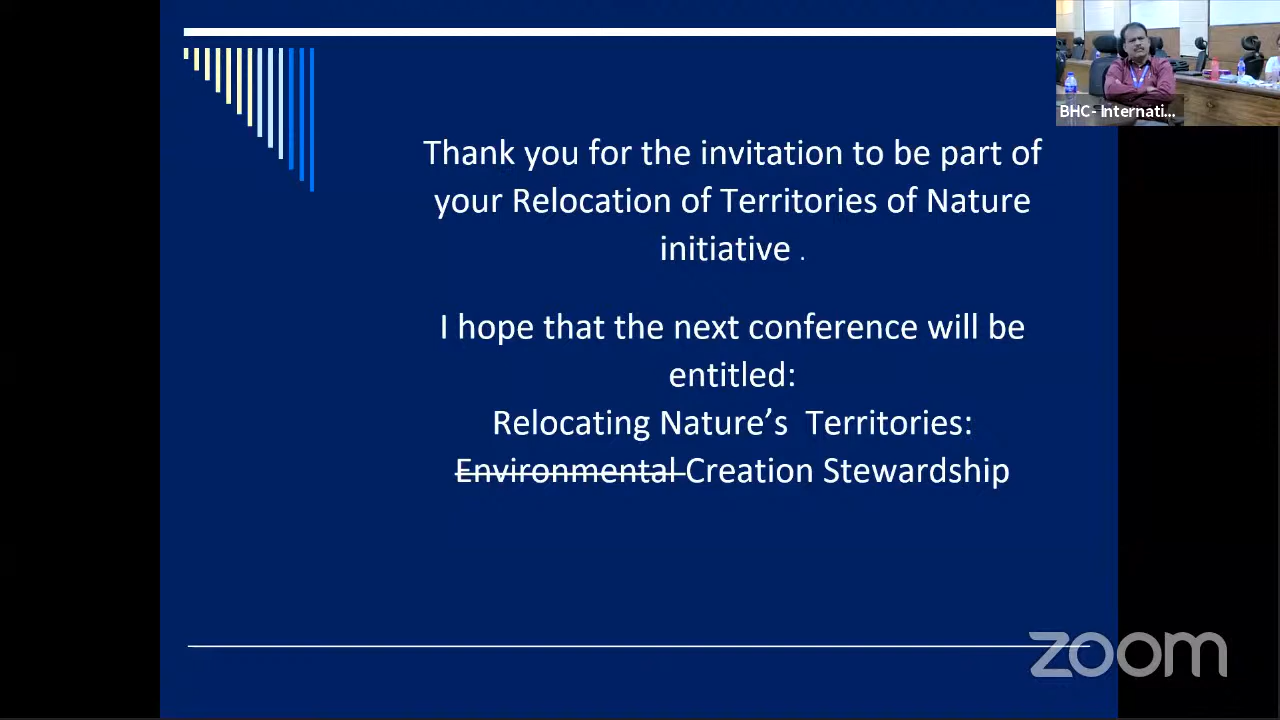 BHC- Internati...
Thank you for the invitation to be part of
your Relocation of Territories of Nature
initiative .
I hope that the next conference will be
entitled:
Relocating Nature’s Territories:
Environmental Creation Stewardship
zoom